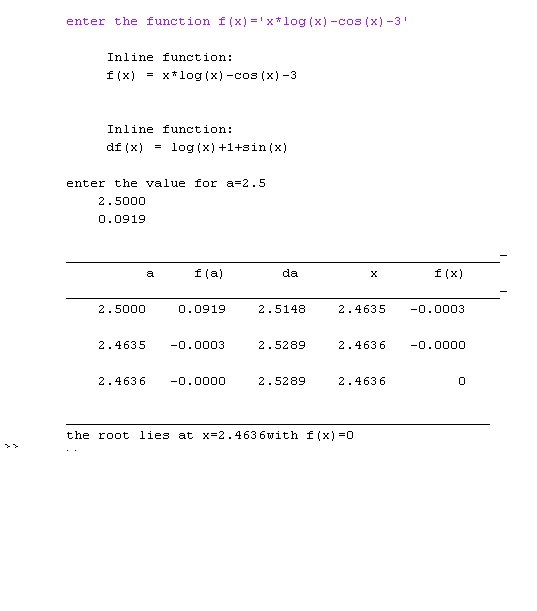 enter the function f(x)='x*log(x)-cos(x)-3'
Inline function:
f(x) = x*log(x)-cos(x)-3
Inline function:
df(x) = log(x)+1+sin(x)
enter the value for a=2.5
2.5000
0.0919
a f(a) da x f(x)
2.5000 0.0919 2.5148 2.4635 -0.0003
2.4635 -0.0003 2.5289 2.4636 -0.0000
2.4636 -0.0000 2.5289 2.4636 0
the root lies at x=2.4636with f(x)=0
>>